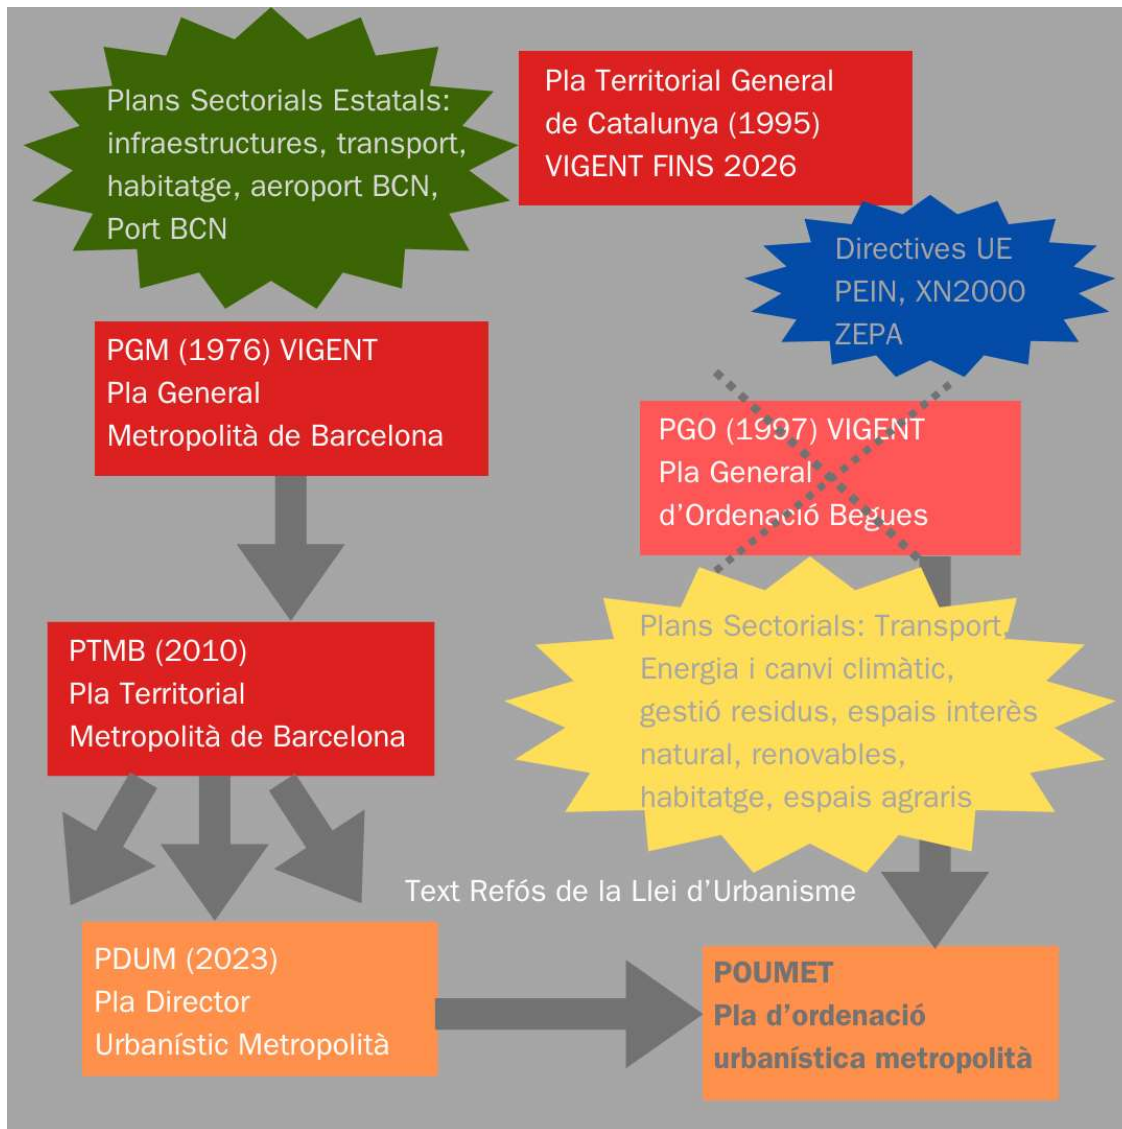 Plans Sectorials Estatals:
infraestructures, transport,
habitatge, aeroport BCN,
Port BCN
Pla Territorial General
de Catalunya (1995)
VIGENT FINS 2026
Directives UE
PEIN, XN2000
ZEPA
PGM (1976) VIGENT
Pla General
Metropolità de Barcelona
PGO (1997) VIGENT
Pla General
d'Ordenació Begues
PTMB (2010)
Pla Territorial
Metropolità de Barcelona
Plans Sectorials: Transport,
Energia i canvi climàtic,
gestió residus, espais interès
natural, renovables,
habitatge, espais agraris
Text Refós de la Llei d'Urbanisme
PDUM (2023)
Pla Director
Urbanístic Metropolità
POUMET
Pla d'ordenació
urbanística metropolità